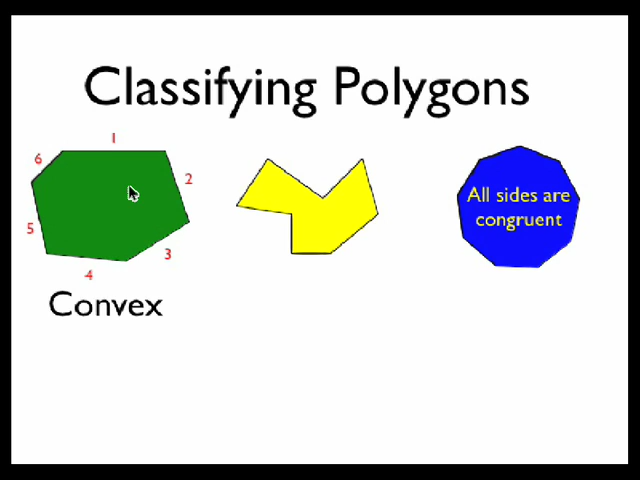 Classifying Polygons
1
6
2
5
3
4
All sides are
congruent
Convex